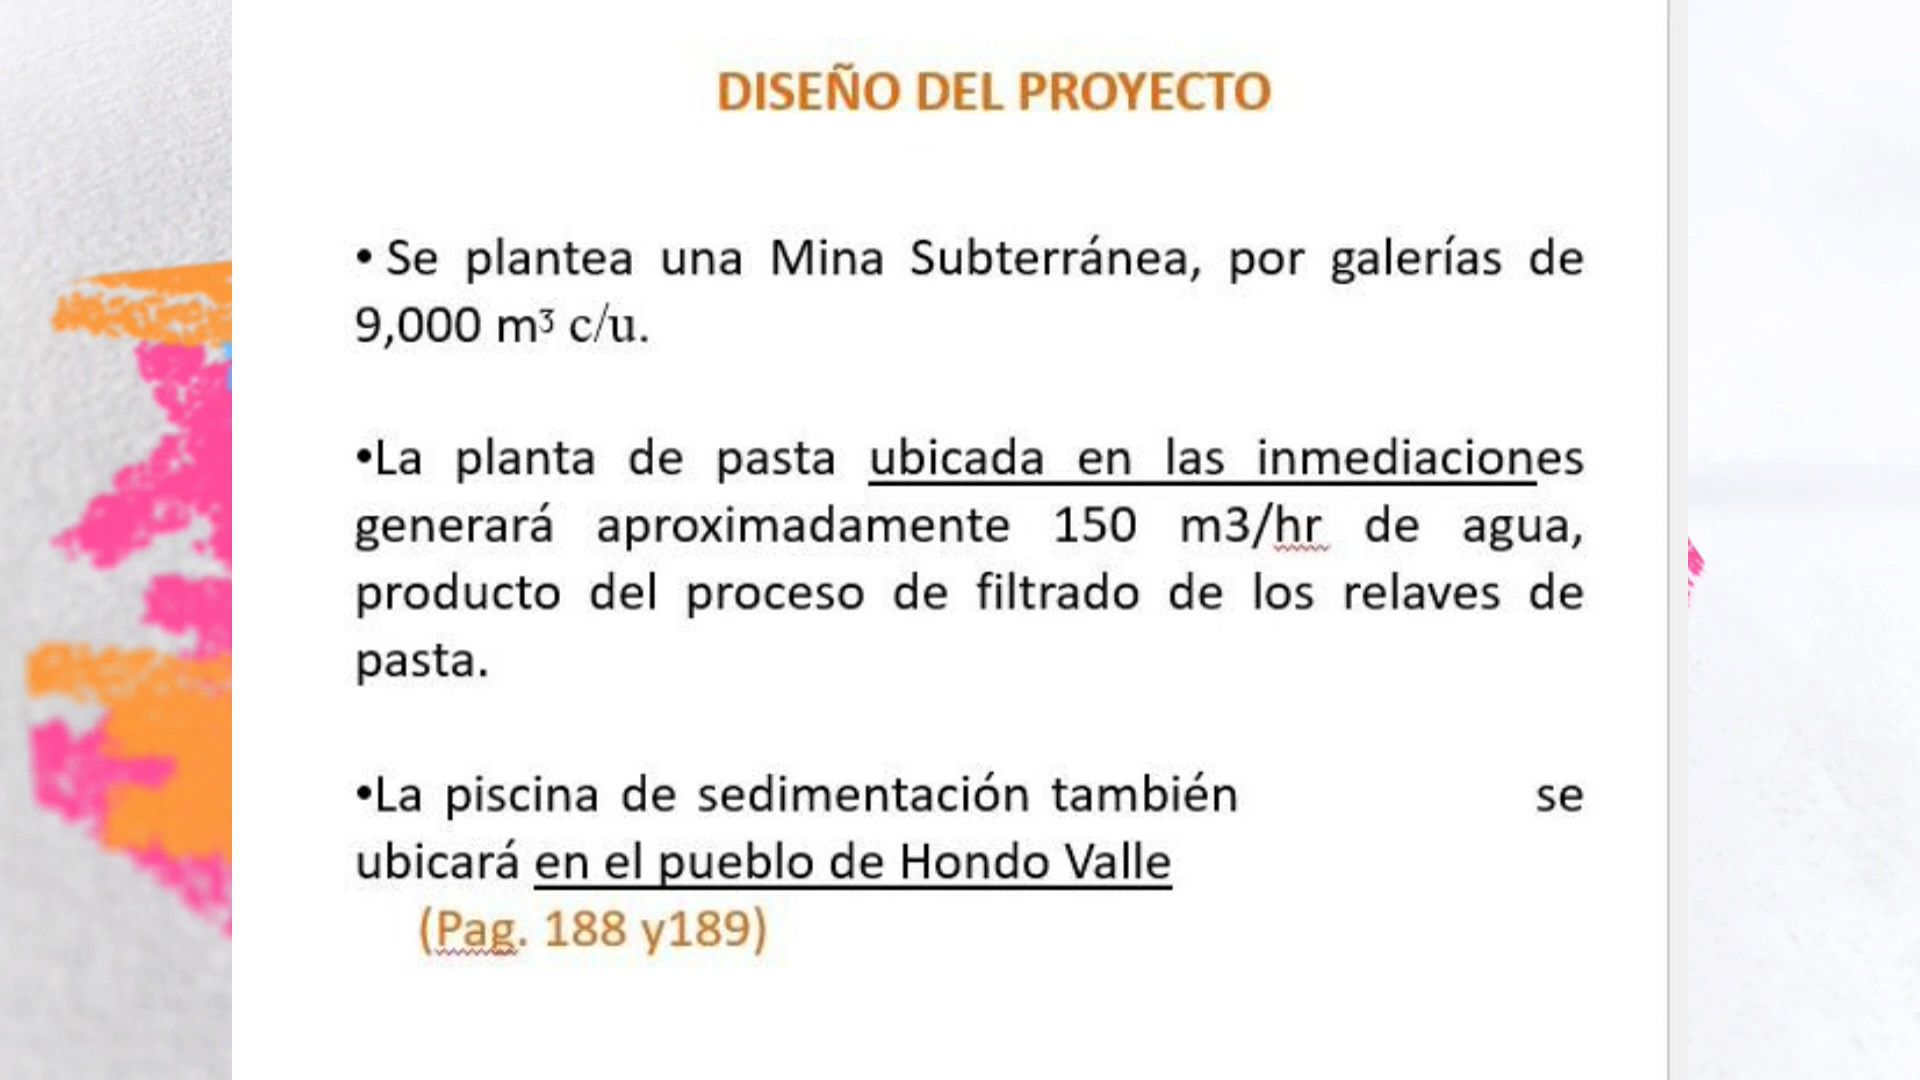 DISEÑO DEL PROYECTO
• Se plantea una Mina Subterránea, por galerías de
9,000 m³ c/u.
•La planta de pasta ubicada en las inmediaciones
generará aproximadamente 150 m3/hr de agua,
producto del proceso de filtrado de los relaves de
pasta.
•La piscina de sedimentación también se
ubicará en el pueblo de Hondo Valle
(Pag. 188 y189)